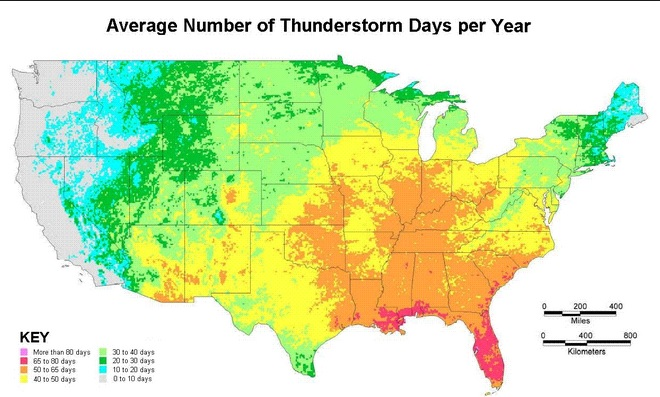 Average Number of Thunderstorm Days per Year
0 200 400
Miles
0 400 800
Kilometers
KEY
More than 80 days
65 to 80 days
50 to 65 days
40 to 50 days
30 to 40 days
20 to 30 days
10 to 20 days
0 to 10 days